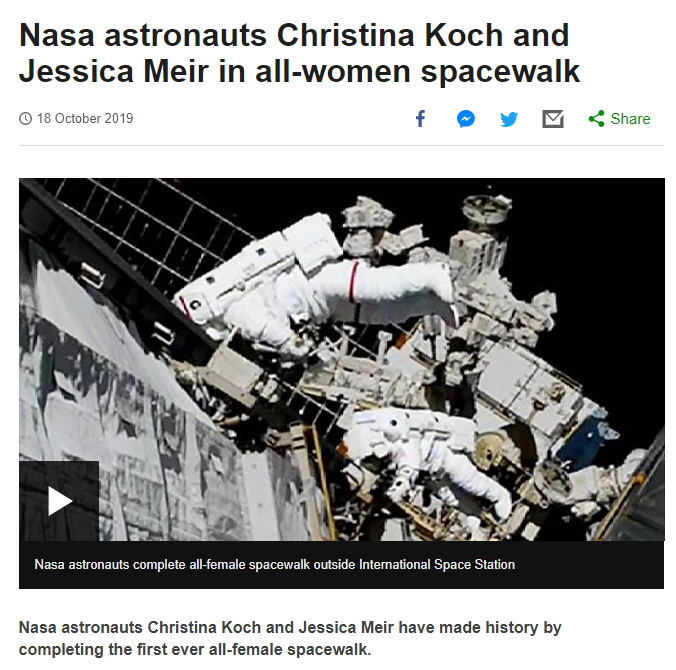 Nasa astronauts Christina Koch and
Jessica Meir in all-women spacewalk
18 October 2019
Share
Nasa astronauts complete all-female spacewalk outside International Space Station
Nasa astronauts Christina Koch and Jessica Meir have made history by
completing the first ever all-female spacewalk.